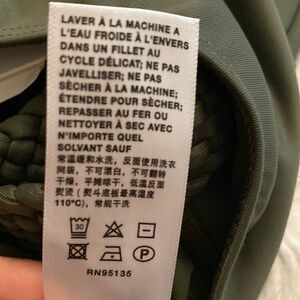 LAVER À LA MACHINE A
L'EAU FROIDE À L'ENVERS
DANS UN FILLET AU
CYCLE DÉLICAT; NE PAS
JAVELLISER; NE PAS
SÈCHER À LA MACHINE;
ÉTENDRE POUR SÈCHER;
REPASSER AU FER OU
NETTOYER À SEC AVEC
N'IMPORTE QUEL
SOLVANT SAUF
常温缓和水洗，反面使用洗衣
网袋，不可漂白，不可翻转
干燥，平摊晾干，低温反面
熨烫（熨斗底板最高温度
110℃），常规干洗
30
P
RN95135